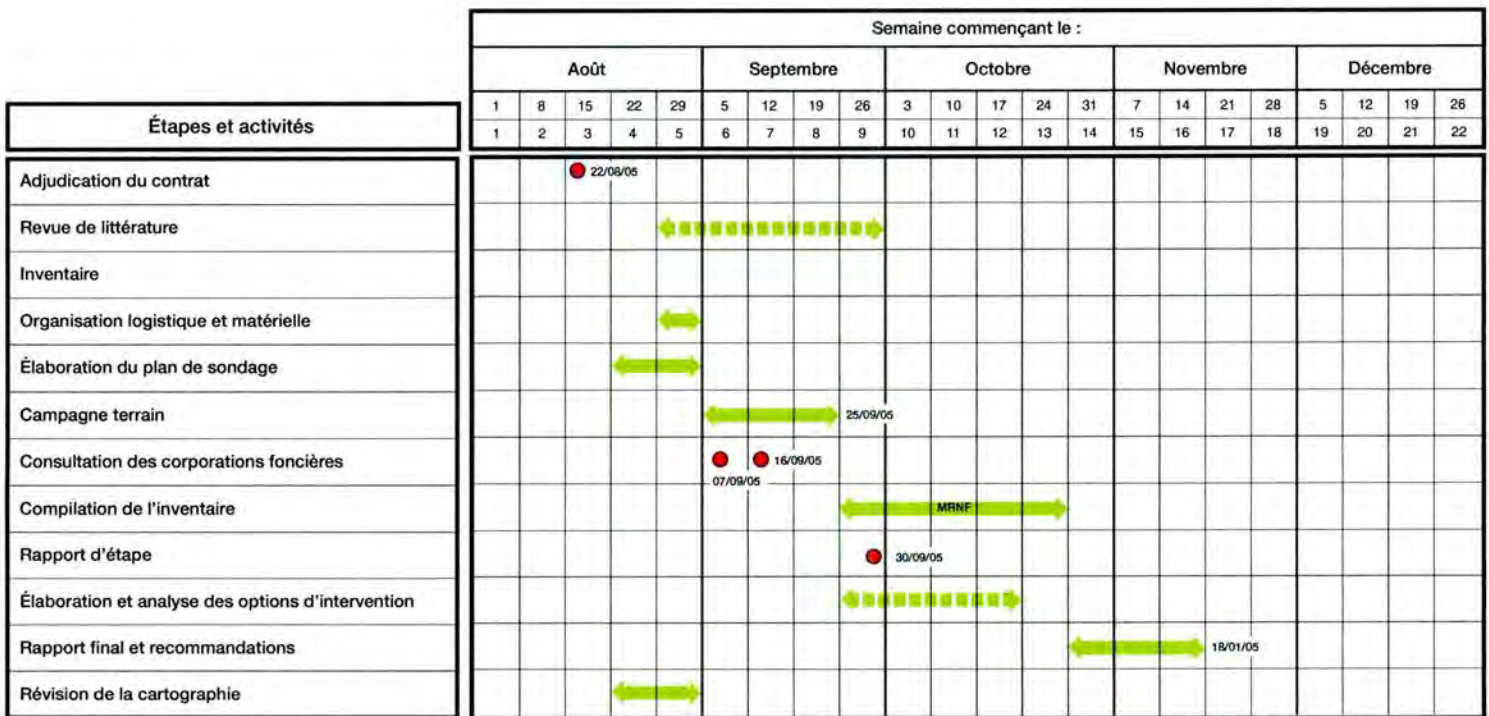 Semaine commençant le :
Août Septembre Octobre Novembre Décembre
1 8 15 22 29 5 12 19 26 3 10 17 24 31 7 14 21 28 5 12 19 26
Étapes et activités
1 2 3 4 5 6 7 8 9 10 11 12 13 14 15 16 17 18 19 20 21 22
Adjudication du contrat 22/08/05
Revue de littérature
Inventaire
Organisation logistique et matérielle
Élaboration du plan de sondage
Campagne terrain 25/09/05
Consultation des corporations foncières 16/09/05
07/09/05
Compilation de l'inventaire MRNF
Rapport d'étape 30/09/05
Élaboration et analyse des options d'intervention
Rapport final et recommandations 18/01/05
Révision de la cartographie